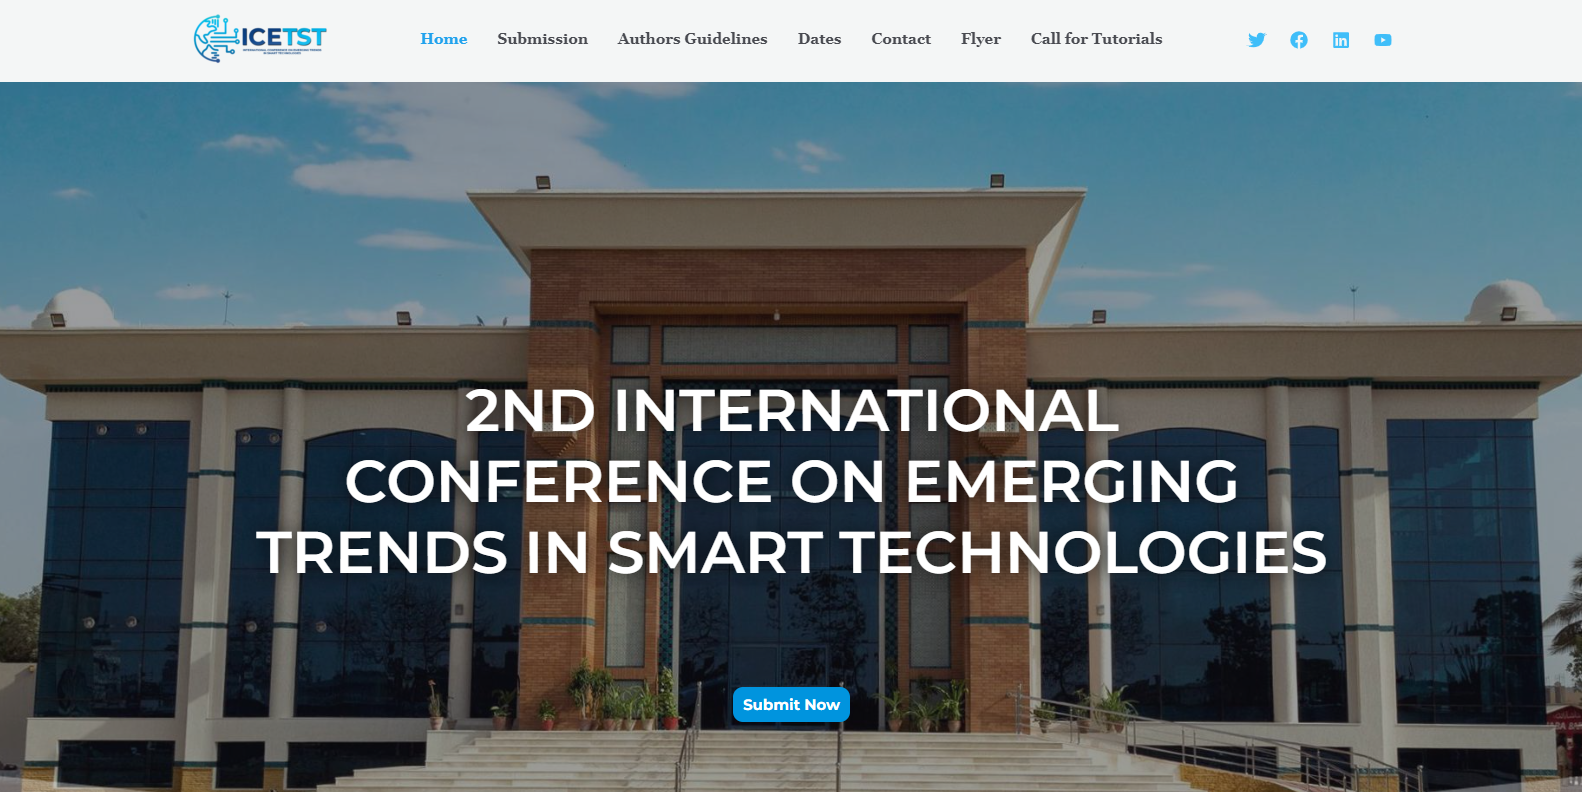 ICETST
INTERNATIONAL CONFERENCE ON EMERGING TRENDS
IN SMART TECHNOLOGIES
Home
Submission
Authors Guidelines
Dates
Contact
Flyer
Call for Tutorials
2ND INTERNATIONAL
CONFERENCE ON EMERGING
TRENDS IN SMART TECHNOLOGIES
Submit Now